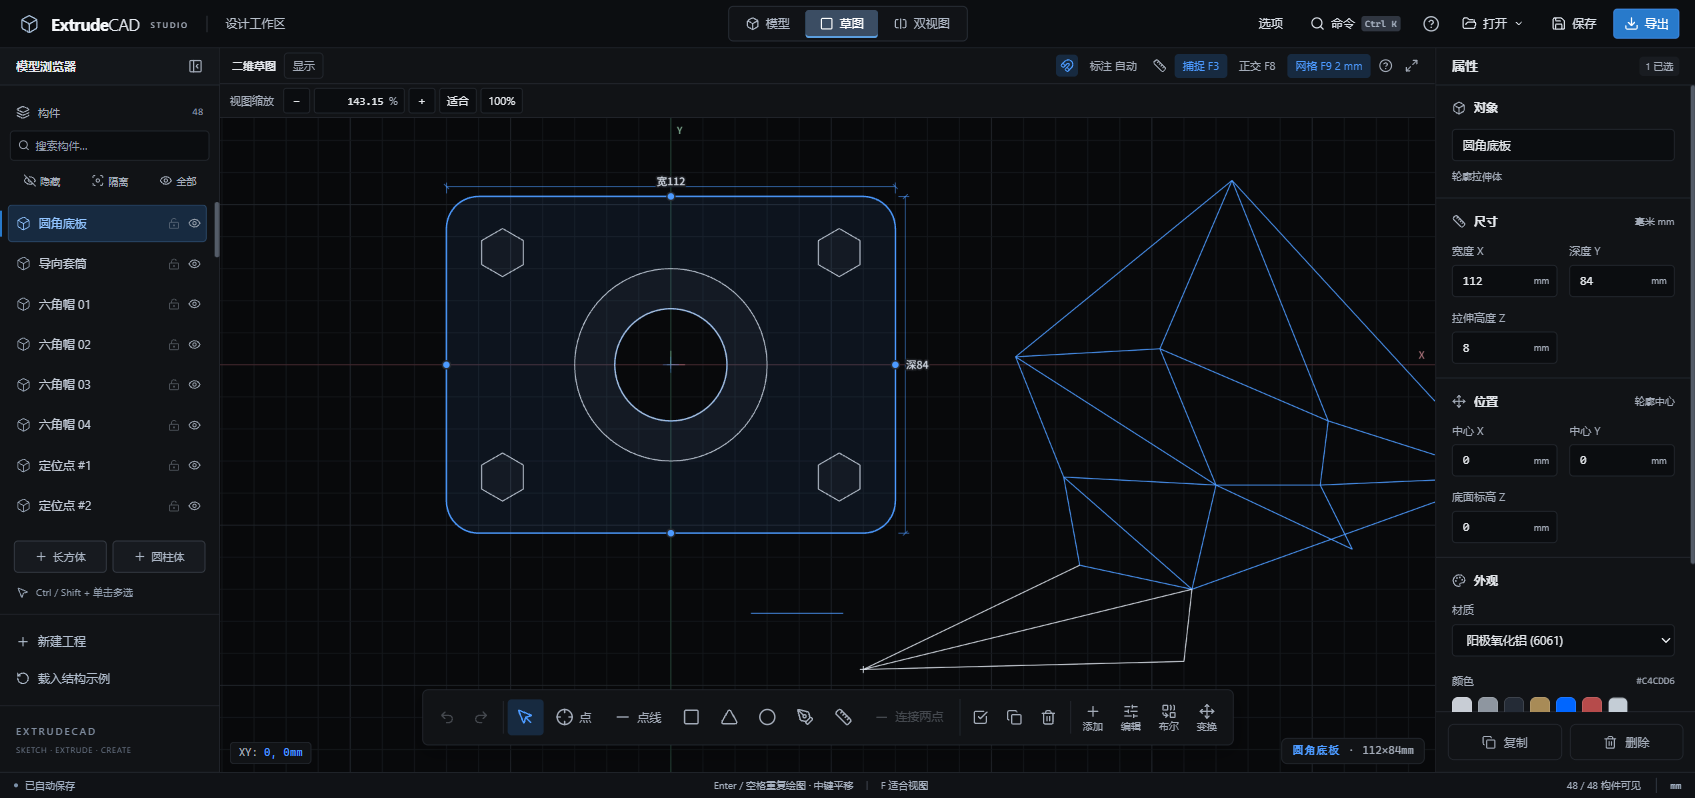 ExtrudeCAD STUDIO 设计工作区 模型 草图 双视图 选项 命令 Ctrl K 打开 保存 导出
模型浏览器
二维草图 显示 标注 自动 捕捉 F3 正交 F8 网格 F9 2 mm
属性 1 已选
视图缩放 − 143.15 % + 适合 100%
构件 48
搜索构件...
隐藏 隔离 全部
圆角底板
导向套筒
六角帽 01
六角帽 02
六角帽 03
六角帽 04
定位点 #1
定位点 #2
+ 长方体 + 圆柱体
Ctrl / Shift + 单击多选
+ 新建工程
载入结构示例
EXTRUDECAD
SKETCH · EXTRUDE · CREATE
Y
宽112
深84
X
点 点线 连接两点 添加 编辑 布尔 变换
XY: 0, 0mm
圆角底板 · 112×84mm
对象
圆角底板
轮廓拉伸体
尺寸 毫米 mm
宽度 X 深度 Y
112 mm 84 mm
拉伸高度 Z
8 mm
位置 轮廓中心
中心 X 中心 Y
0 mm 0 mm
底面标高 Z
0 mm
外观
材质
阳极氧化铝 (6061)
颜色 #C4CDD6
复制 删除
已自动保存 Enter / 空格重复绘图 · 中键平移 F 适合视图 48 / 48 构件可见 mm